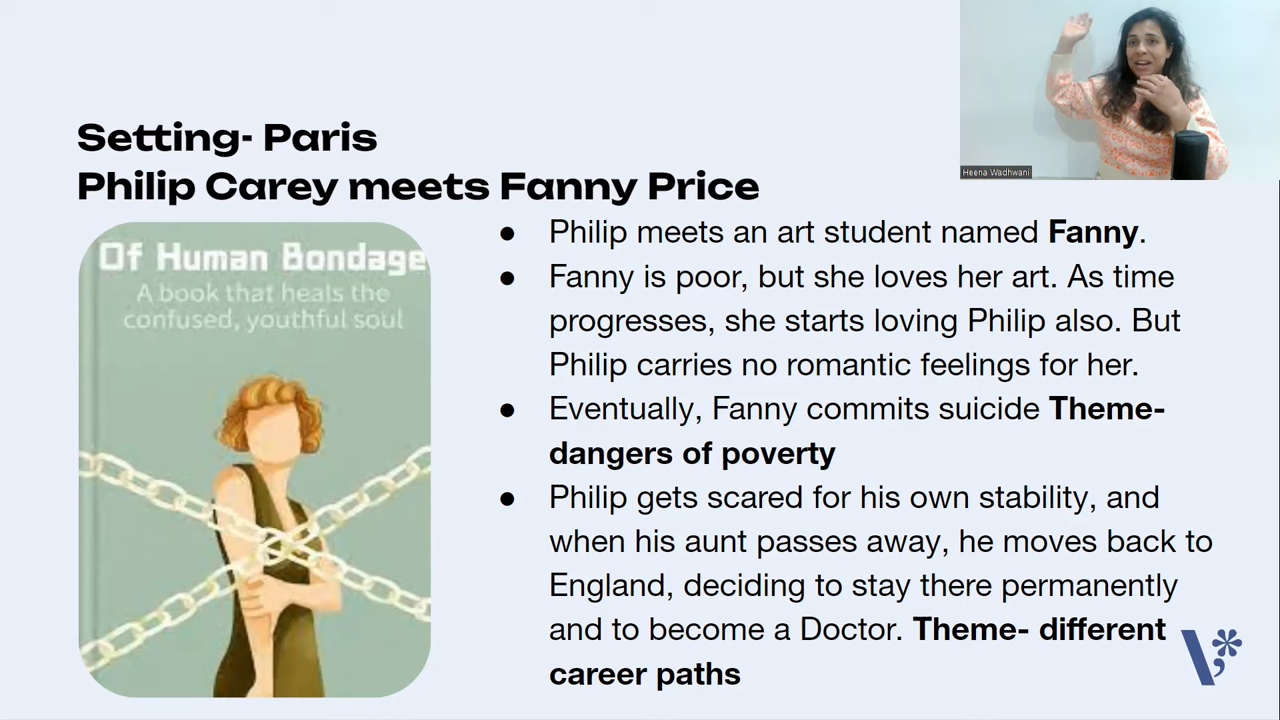 Heena Wadhwani
Setting- Paris
Philip Carey meets Fanny Price
Of Human Bondage
A book that heals the
confused, youthful soul
● Philip meets an art student named Fanny.
● Fanny is poor, but she loves her art. As time
progresses, she starts loving Philip also. But
Philip carries no romantic feelings for her.
● Eventually, Fanny commits suicide Theme-
dangers of poverty
● Philip gets scared for his own stability, and
when his aunt passes away, he moves back to
England, deciding to stay there permanently
and to become a Doctor. Theme- different
career paths